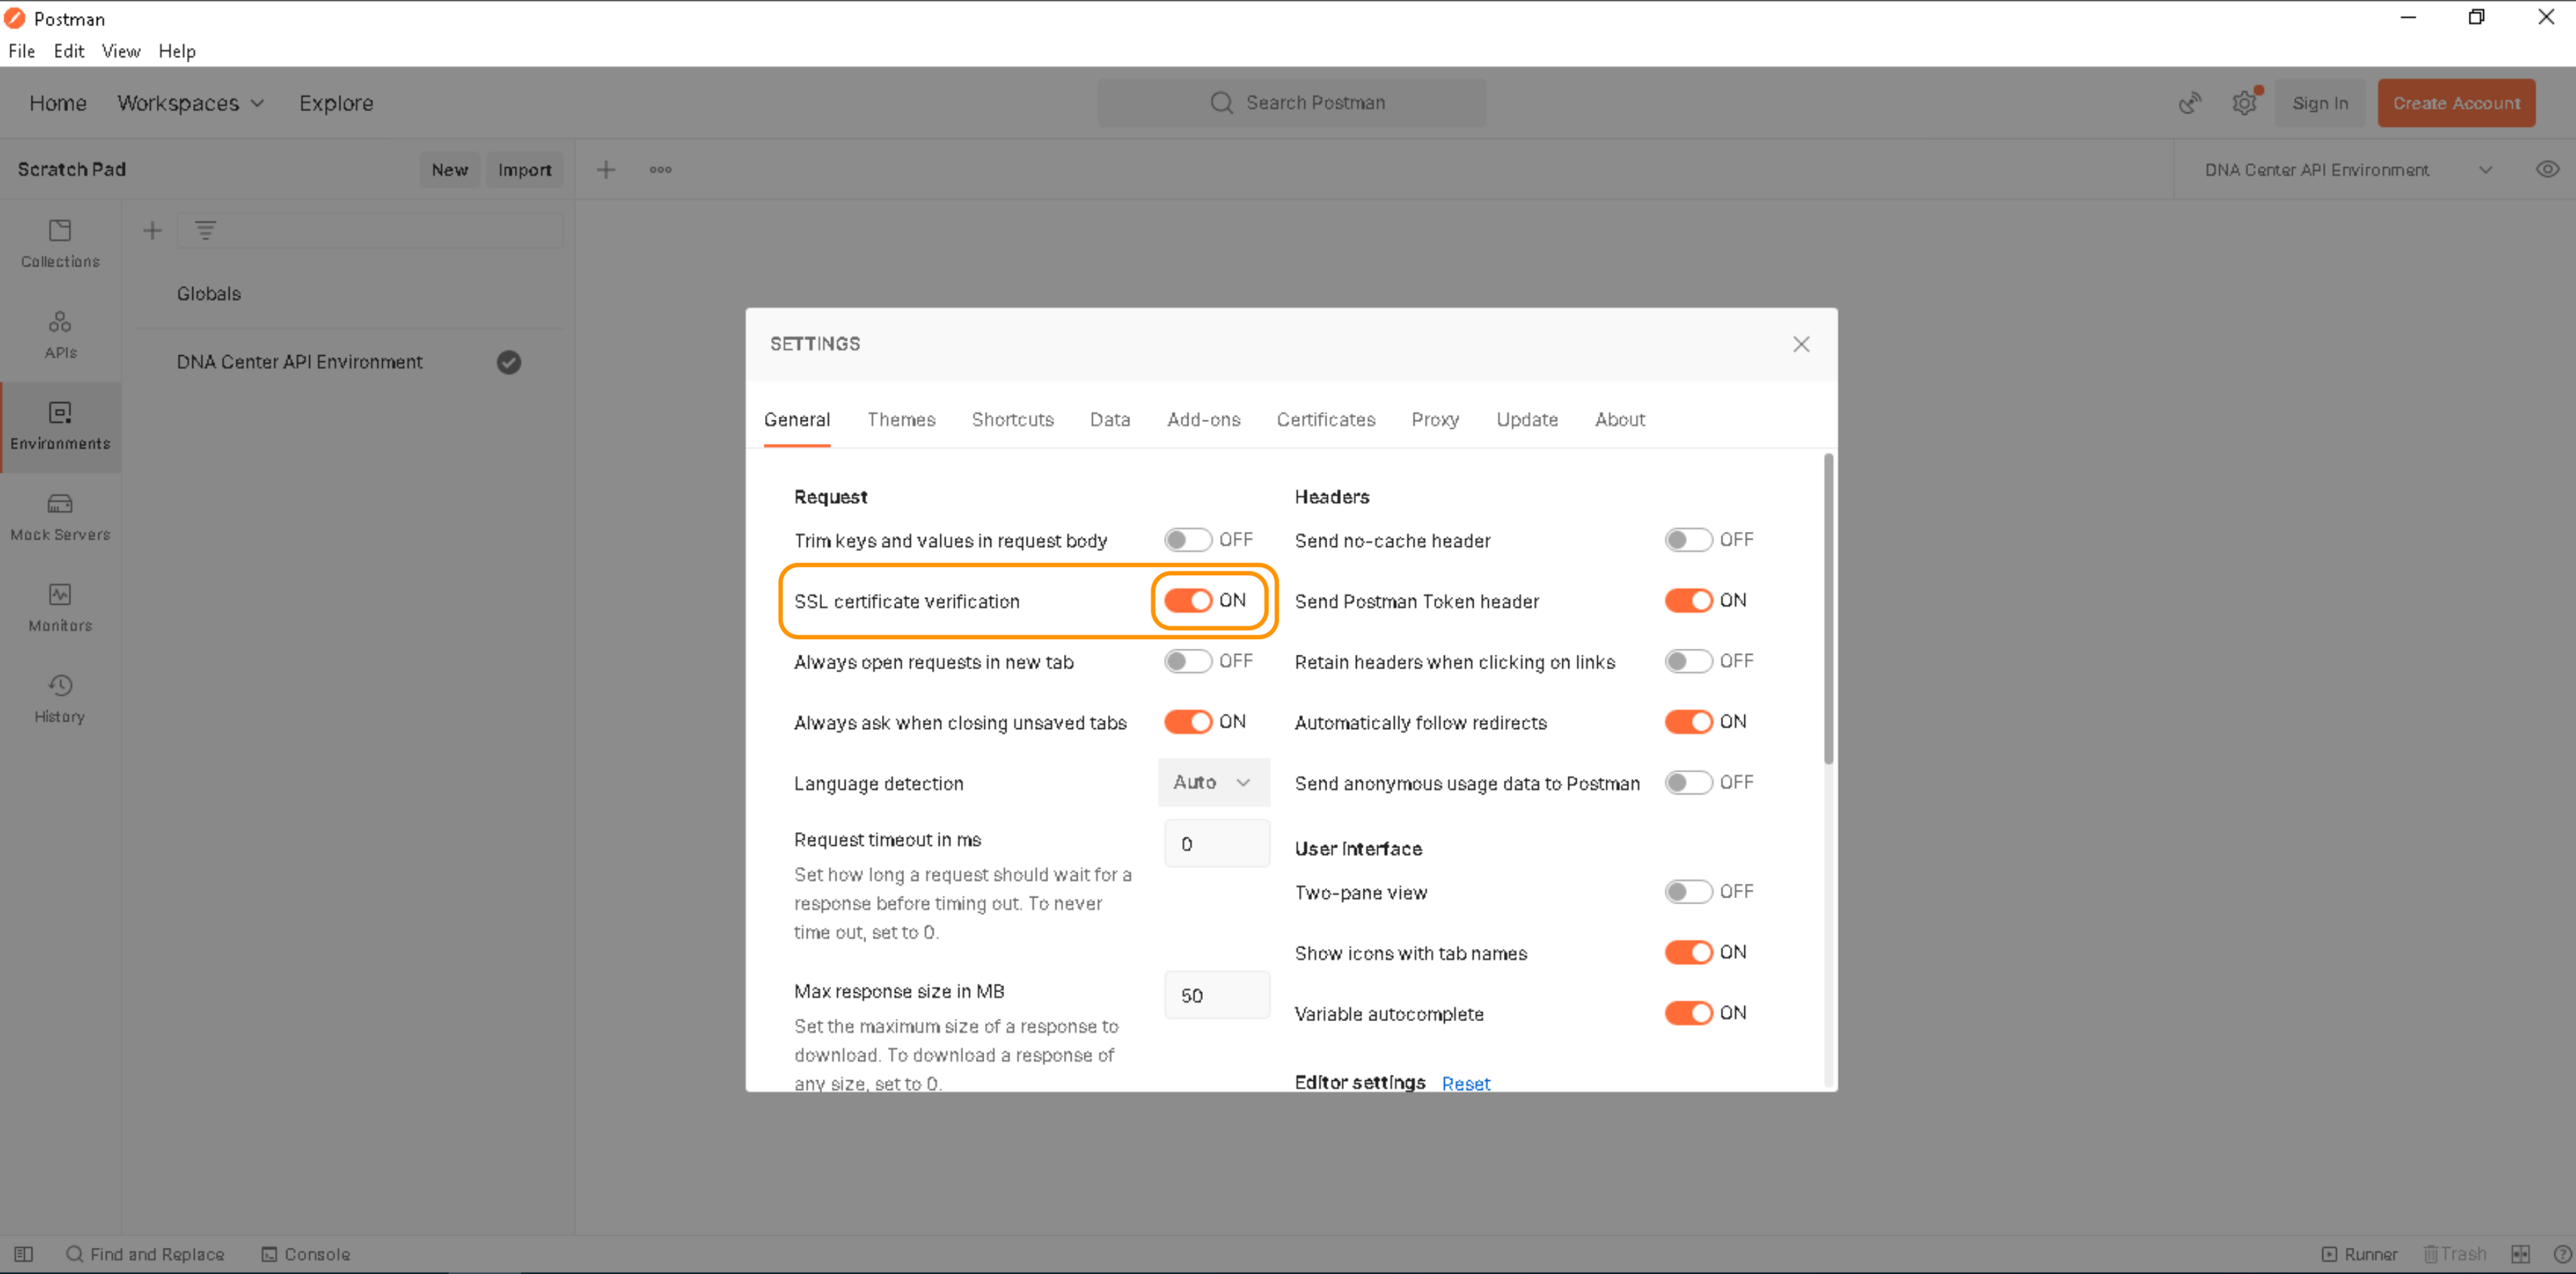 Postman
File Edit View Help
Home Workspaces Explore
Search Postman
Sign In Create Account
Scratch Pad New Import
DNA Center API Environment
Collections
Globals
APIs
DNA Center API Environment
Environments
Mock Servers
Monitors
History
SETTINGS
General Themes Shortcuts Data Add-ons Certificates Proxy Update About
Request
Trim keys and values in request body OFF
SSL certificate verification ON
Always open requests in new tab OFF
Always ask when closing unsaved tabs ON
Language detection Auto
Request timeout in ms 0
Set how long a request should wait for a
response before timing out. To never
time out, set to 0.
Max response size in MB 50
Set the maximum size of a response to
download. To download a response of
any size, set to 0.
Headers
Send no-cache header OFF
Send Postman Token header ON
Retain headers when clicking on links OFF
Automatically follow redirects ON
Send anonymous usage data to Postman OFF
User interface
Two-pane view OFF
Show icons with tab names ON
Variable autocomplete ON
Editor settings Reset
Find and Replace Console
Runner Trash